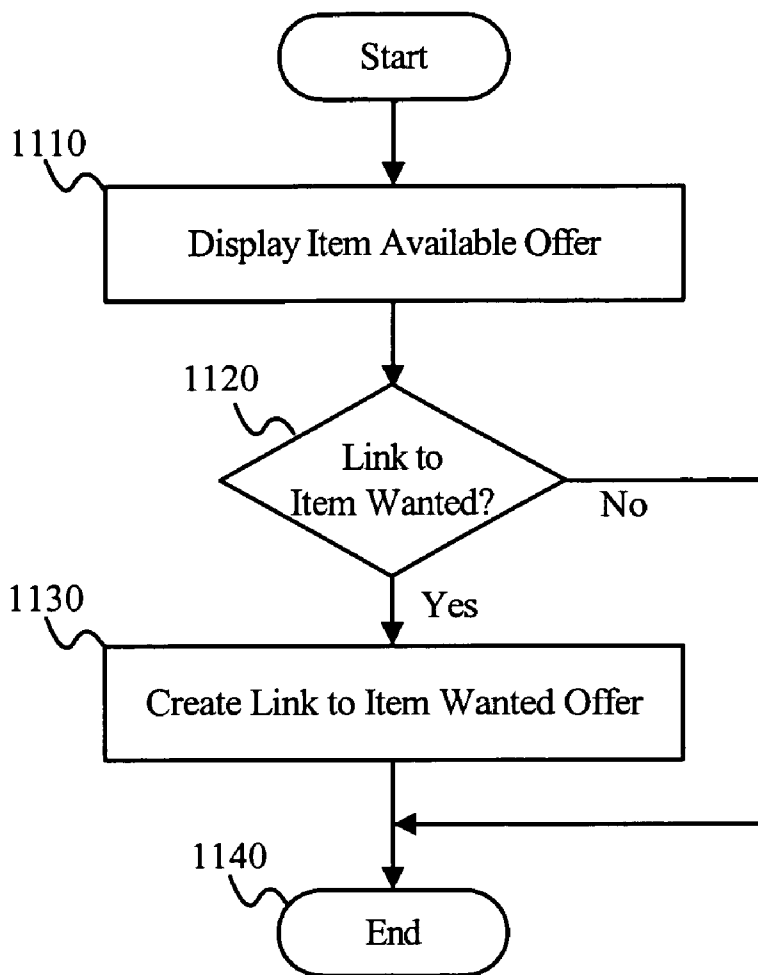 Start
1110
Display Item Available Offer
1120
Link to
Item Wanted?
No
Yes
1130
Create Link to Item Wanted Offer
1140
End